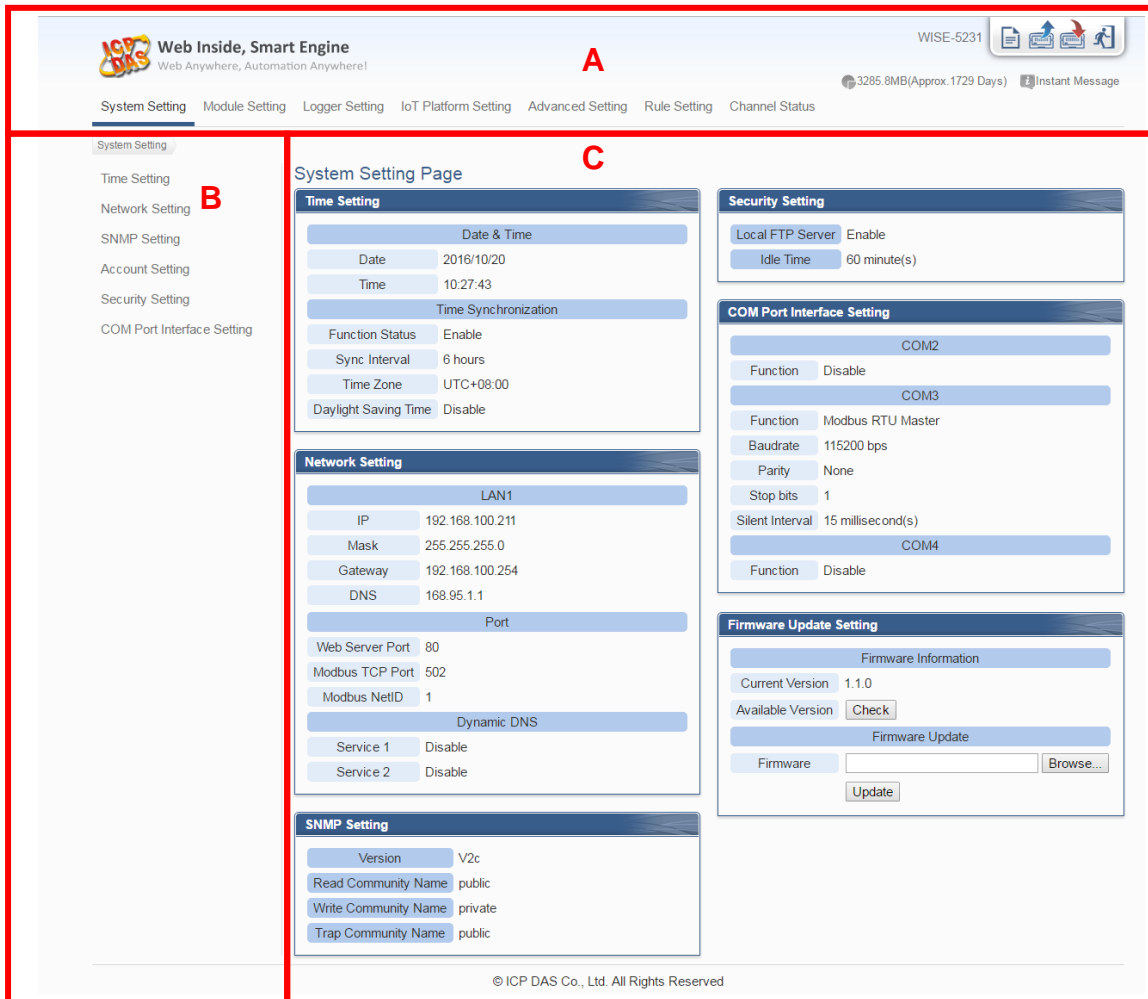 ICP DAS
Web Inside, Smart Engine
Web Anywhere, Automation Anywhere!
A
WISE-5231
3285.8MB(Approx.1729 Days) Instant Message
System Setting Module Setting Logger Setting IoT Platform Setting Advanced Setting Rule Setting Channel Status
System Setting
Time Setting
Network Setting
SNMP Setting
Account Setting
Security Setting
COM Port Interface Setting
B
C
System Setting Page
Time Setting
Date & Time
Date 2016/10/20
Time 10:27:43
Time Synchronization
Function Status Enable
Sync Interval 6 hours
Time Zone UTC+08:00
Daylight Saving Time Disable
Network Setting
LAN1
IP 192.168.100.211
Mask 255.255.255.0
Gateway 192.168.100.254
DNS 168.95.1.1
Port
Web Server Port 80
Modbus TCP Port 502
Modbus NetID 1
Dynamic DNS
Service 1 Disable
Service 2 Disable
SNMP Setting
Version V2c
Read Community Name public
Write Community Name private
Trap Community Name public
Security Setting
Local FTP Server Enable
Idle Time 60 minute(s)
COM Port Interface Setting
COM2
Function Disable
COM3
Function Modbus RTU Master
Baudrate 115200 bps
Parity None
Stop bits 1
Silent Interval 15 millisecond(s)
COM4
Function Disable
Firmware Update Setting
Firmware Information
Current Version 1.1.0
Available Version Check
Firmware Update
Firmware Browse...
Update
© ICP DAS Co., Ltd. All Rights Reserved